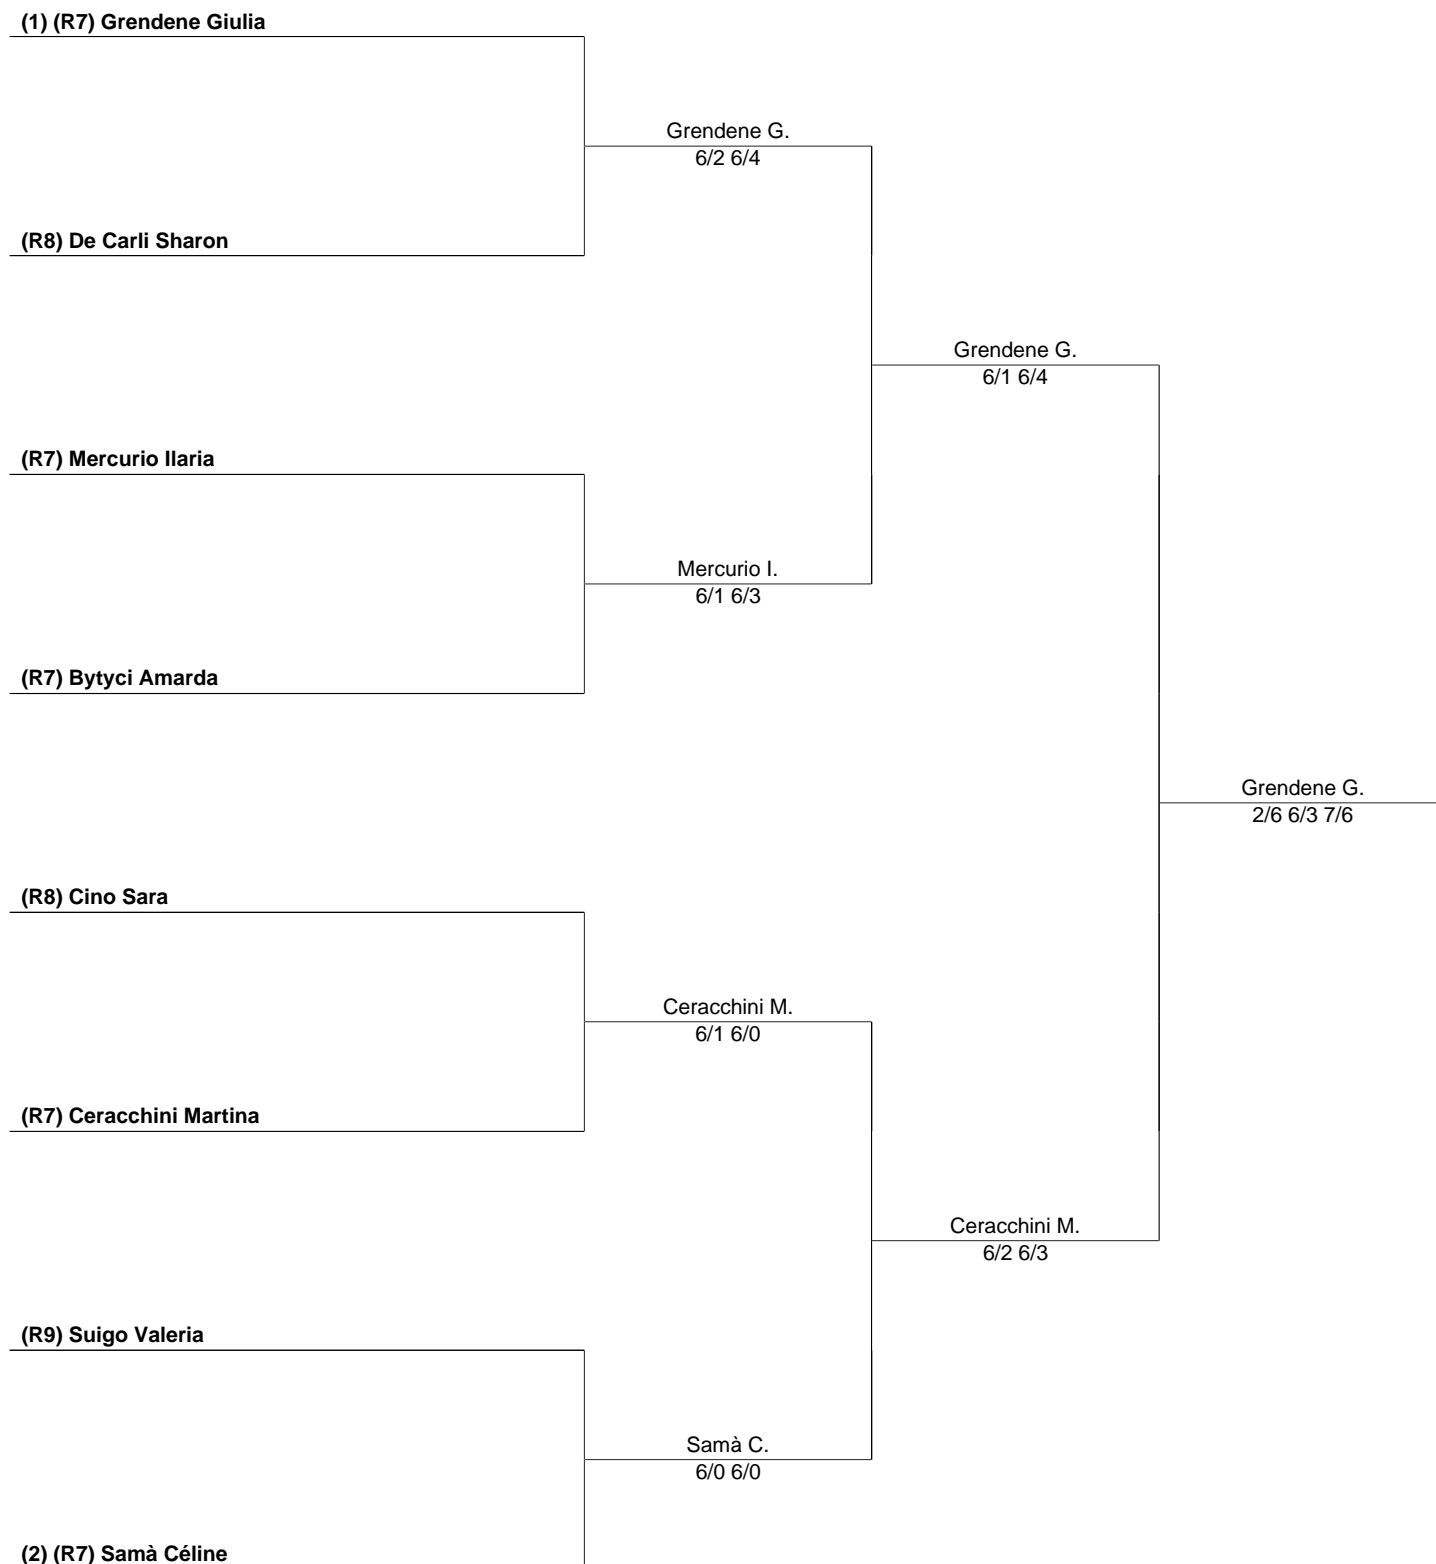 (1) (R7) Grendene Giulia
Grendene G.
6/2 6/4
(R8) De Carli Sharon
Grendene G.
6/1 6/4
(R7) Mercurio Ilaria
Mercurio I.
6/1 6/3
(R7) Bytyci Amarda
Grendene G.
2/6 6/3 7/6
(R8) Cino Sara
Ceracchini M.
6/1 6/0
(R7) Ceracchini Martina
Ceracchini M.
6/2 6/3
(R9) Suigo Valeria
Samà C.
6/0 6/0
(2) (R7) Samà Céline